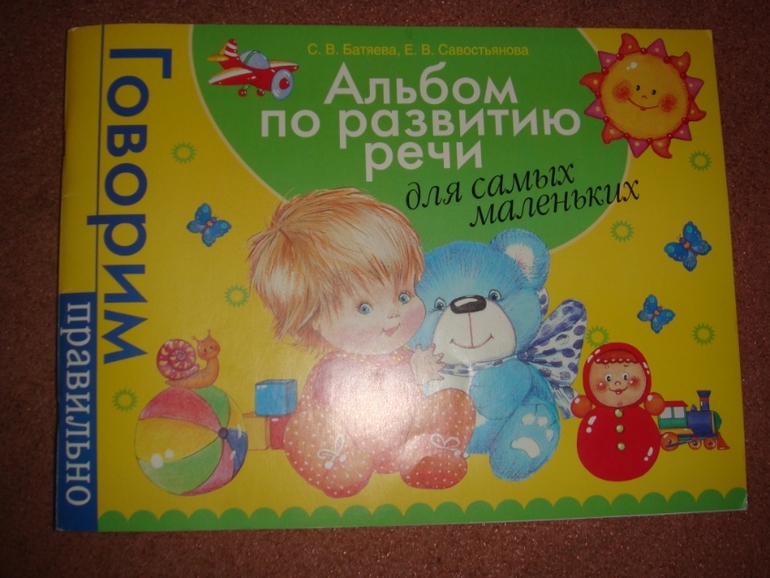 С. В. Батяева, Е. В. Савостьянова
Альбом
по развитию
речи
для самых
маленьких
Говорим
правильно